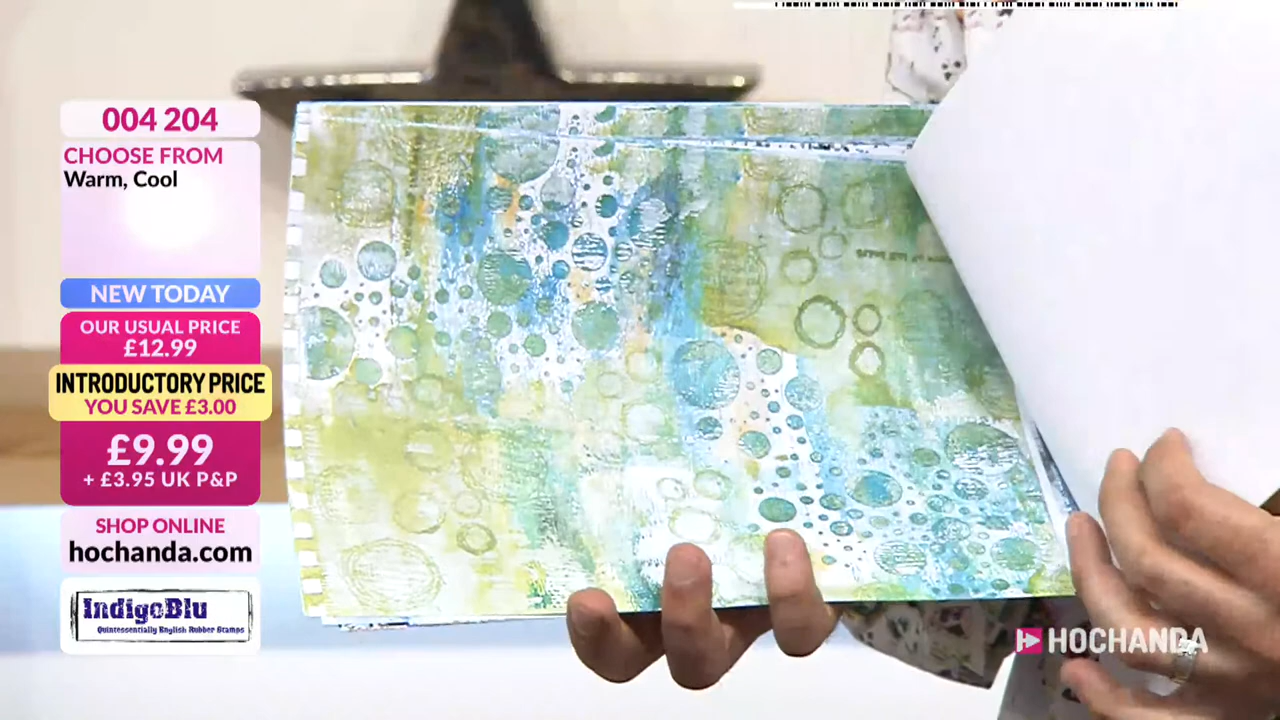 004 204
CHOOSE FROM
Warm, Cool
NEW TODAY
OUR USUAL PRICE
£12.99
INTRODUCTORY PRICE
YOU SAVE £3.00
£9.99
+ £3.95 UK P&P
SHOP ONLINE
hochanda.com
IndigoBlu
Quintessentially English Rubber Stamps
HOCHANDA